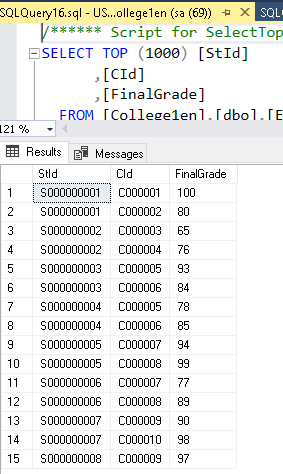 SQLQuery16.sql - US...ollege1en (sa (69))
/****** Script for SelectTop
SELECT TOP (1000) [StId]
,[CId]
,[FinalGrade]
FROM [College1en].[dbo].[E
121 %
Results Messages
StId CId FinalGrade
1 S000000001 C000001 100
2 S000000001 C000002 80
3 S000000002 C000003 65
4 S000000002 C000004 76
5 S000000003 C000005 93
6 S000000003 C000006 84
7 S000000004 C000005 78
8 S000000004 C000006 85
9 S000000005 C000007 94
10 S000000005 C000008 99
11 S000000006 C000007 77
12 S000000006 C000008 89
13 S000000007 C000009 90
14 S000000007 C000010 98
15 S000000008 C000009 97